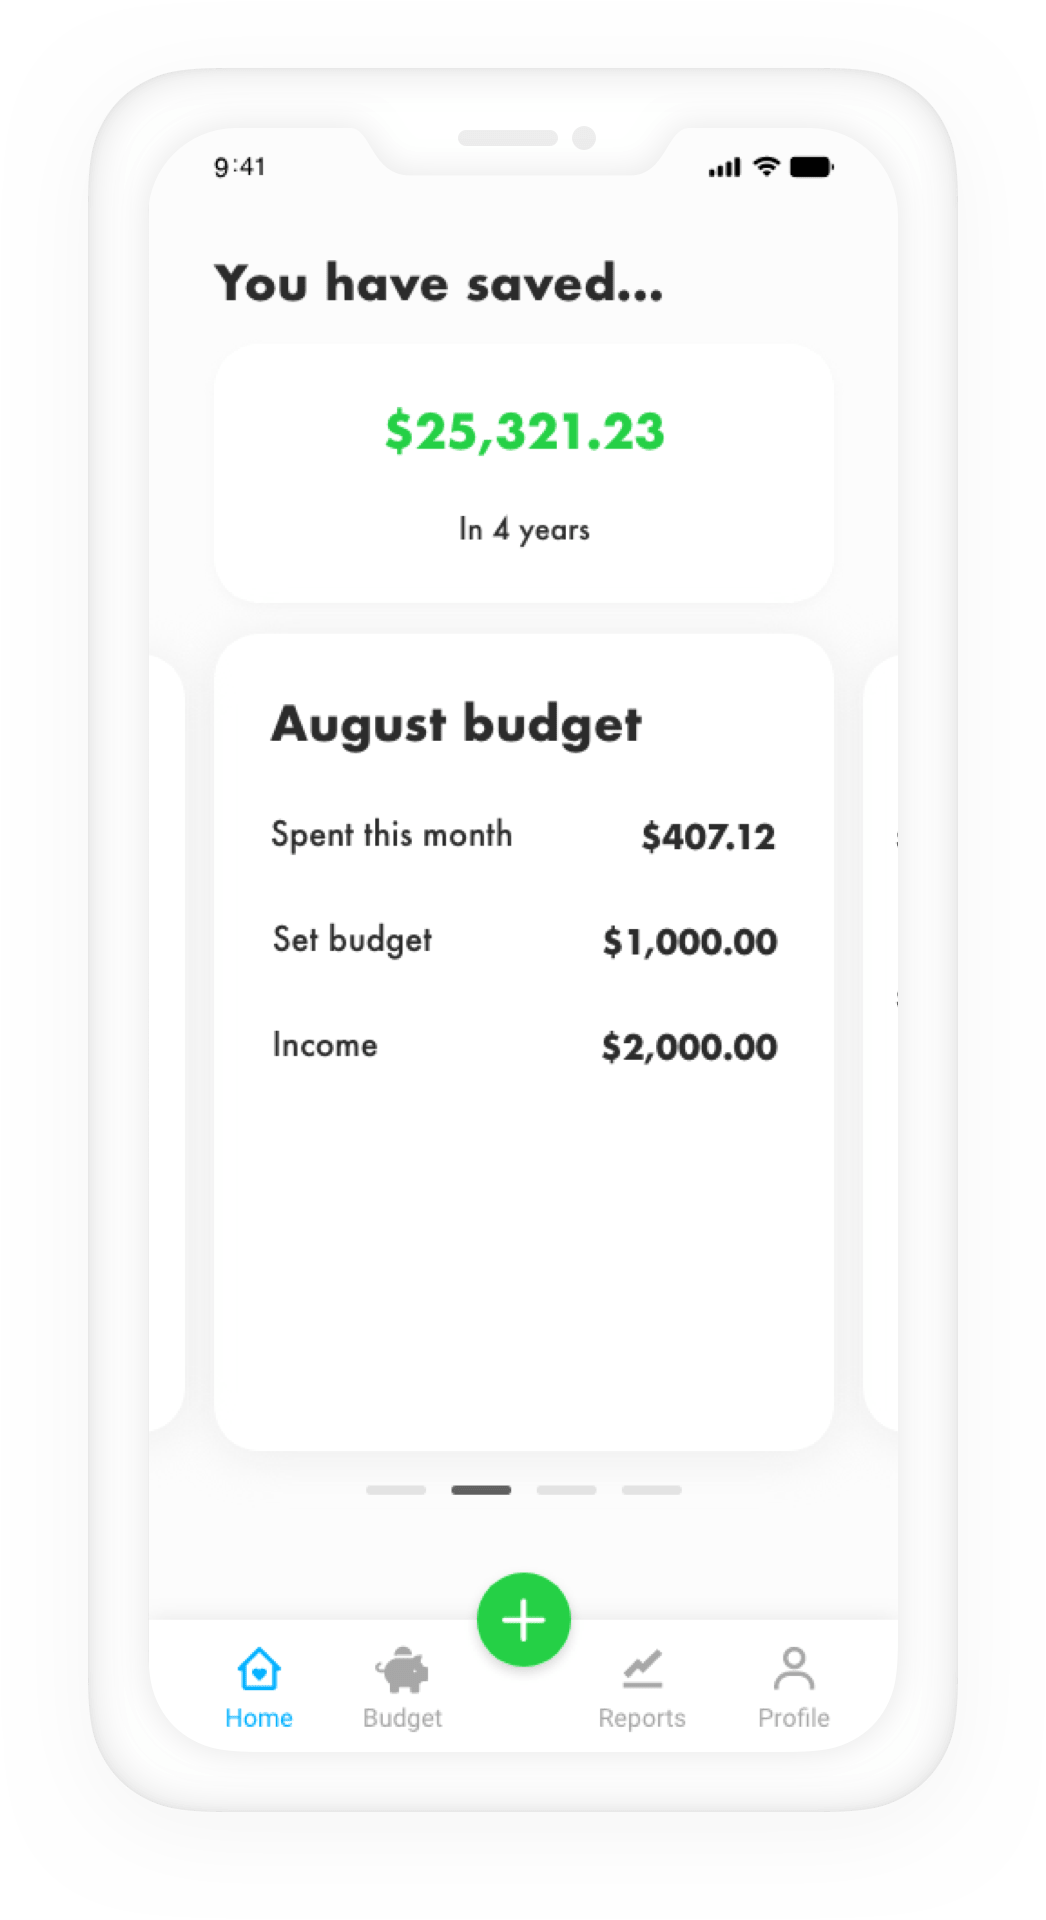 9:41
You have saved...
$25,321.23
In 4 years
August budget
Spent this month $407.12
Set budget $1,000.00
Income $2,000.00
Home Budget Reports Profile